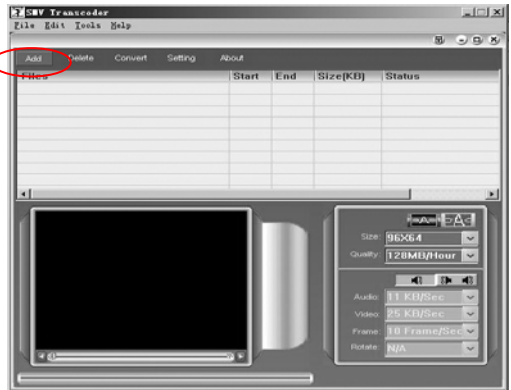 SMV Transcoder
File Edit Tools Help
Add Delete Convert Setting About
Files Start End Size(KB) Status
Size: 96X64
Quality: 128MB/Hour
Audio: 11 KB/Sec
Video: 25 KB/Sec
Frame: 10 Frame/Sec
Rotate: N/A